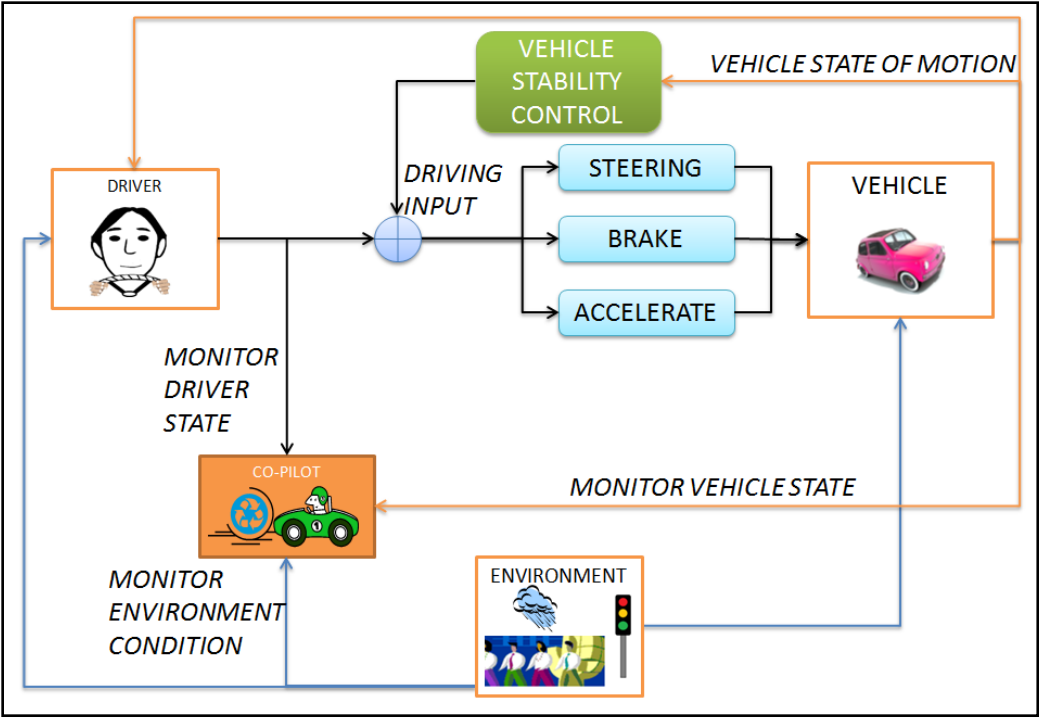 VEHICLE
STABILITY
CONTROL
VEHICLE STATE OF MOTION
DRIVER
DRIVING
INPUT
STEERING
BRAKE
ACCELERATE
VEHICLE
MONITOR
DRIVER
STATE
CO-PILOT
1
MONITOR VEHICLE STATE
MONITOR
ENVIRONMENT
CONDITION
ENVIRONMENT